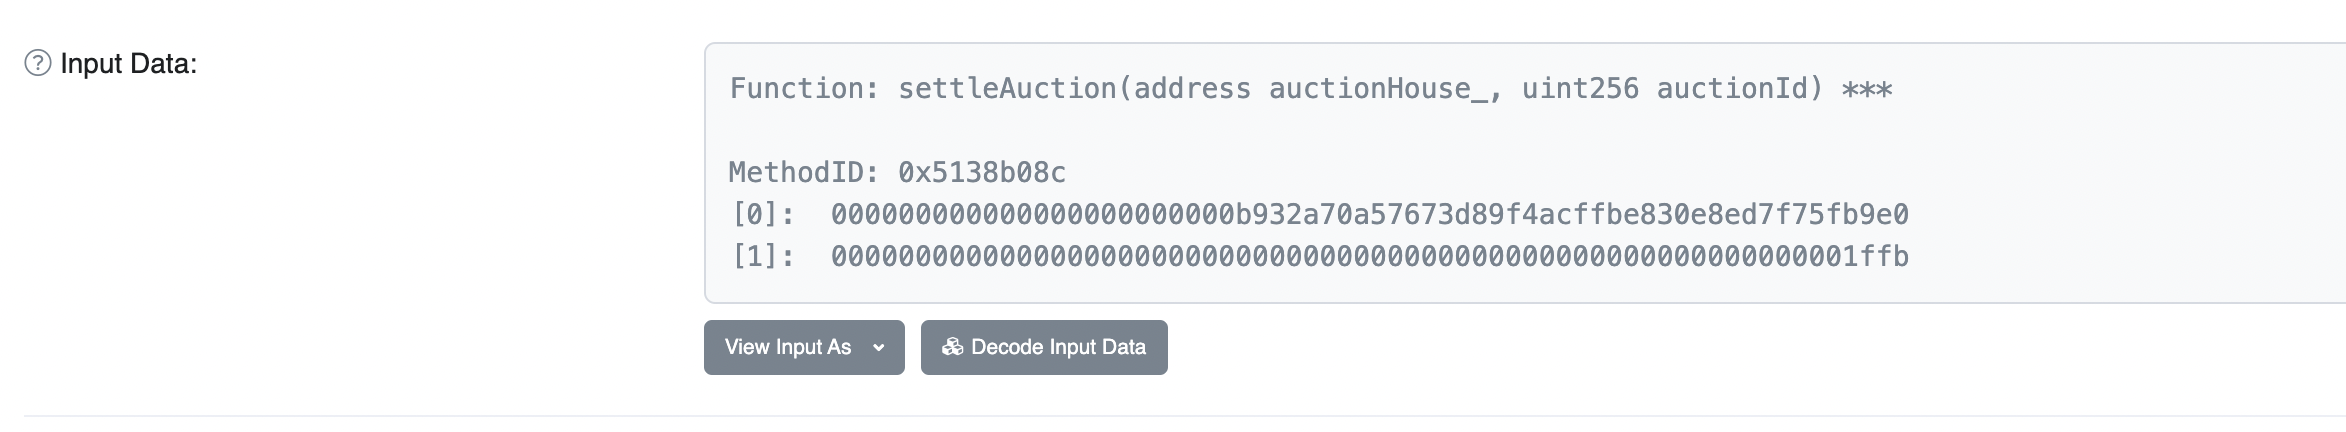 Input Data:
Function: settleAuction(address auctionHouse_, uint256 auctionId) ***
MethodID: 0x5138b08c
[0]:  000000000000000000000000b932a70a57673d89f4acffbe830e8ed7f75fb9e0
[1]:  0000000000000000000000000000000000000000000000000000000000001ffb
View Input As
Decode Input Data